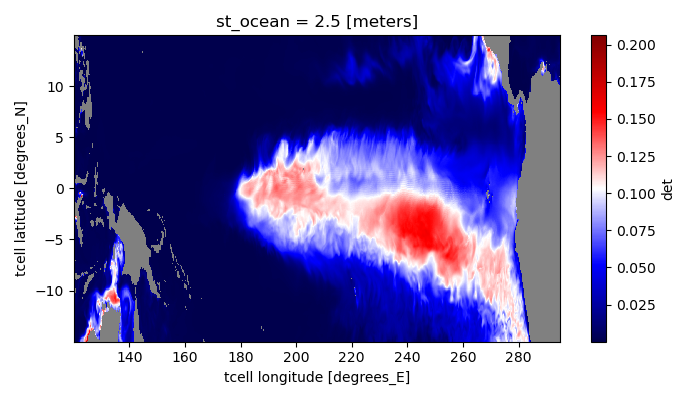 st_ocean = 2.5 [meters]
10
5
0
−5
−10
tcell latitude [degrees_N]
140 160 180 200 220 240 260 280
tcell longitude [degrees_E]
0.200
0.175
0.150
0.125
0.100
0.075
0.050
0.025
det